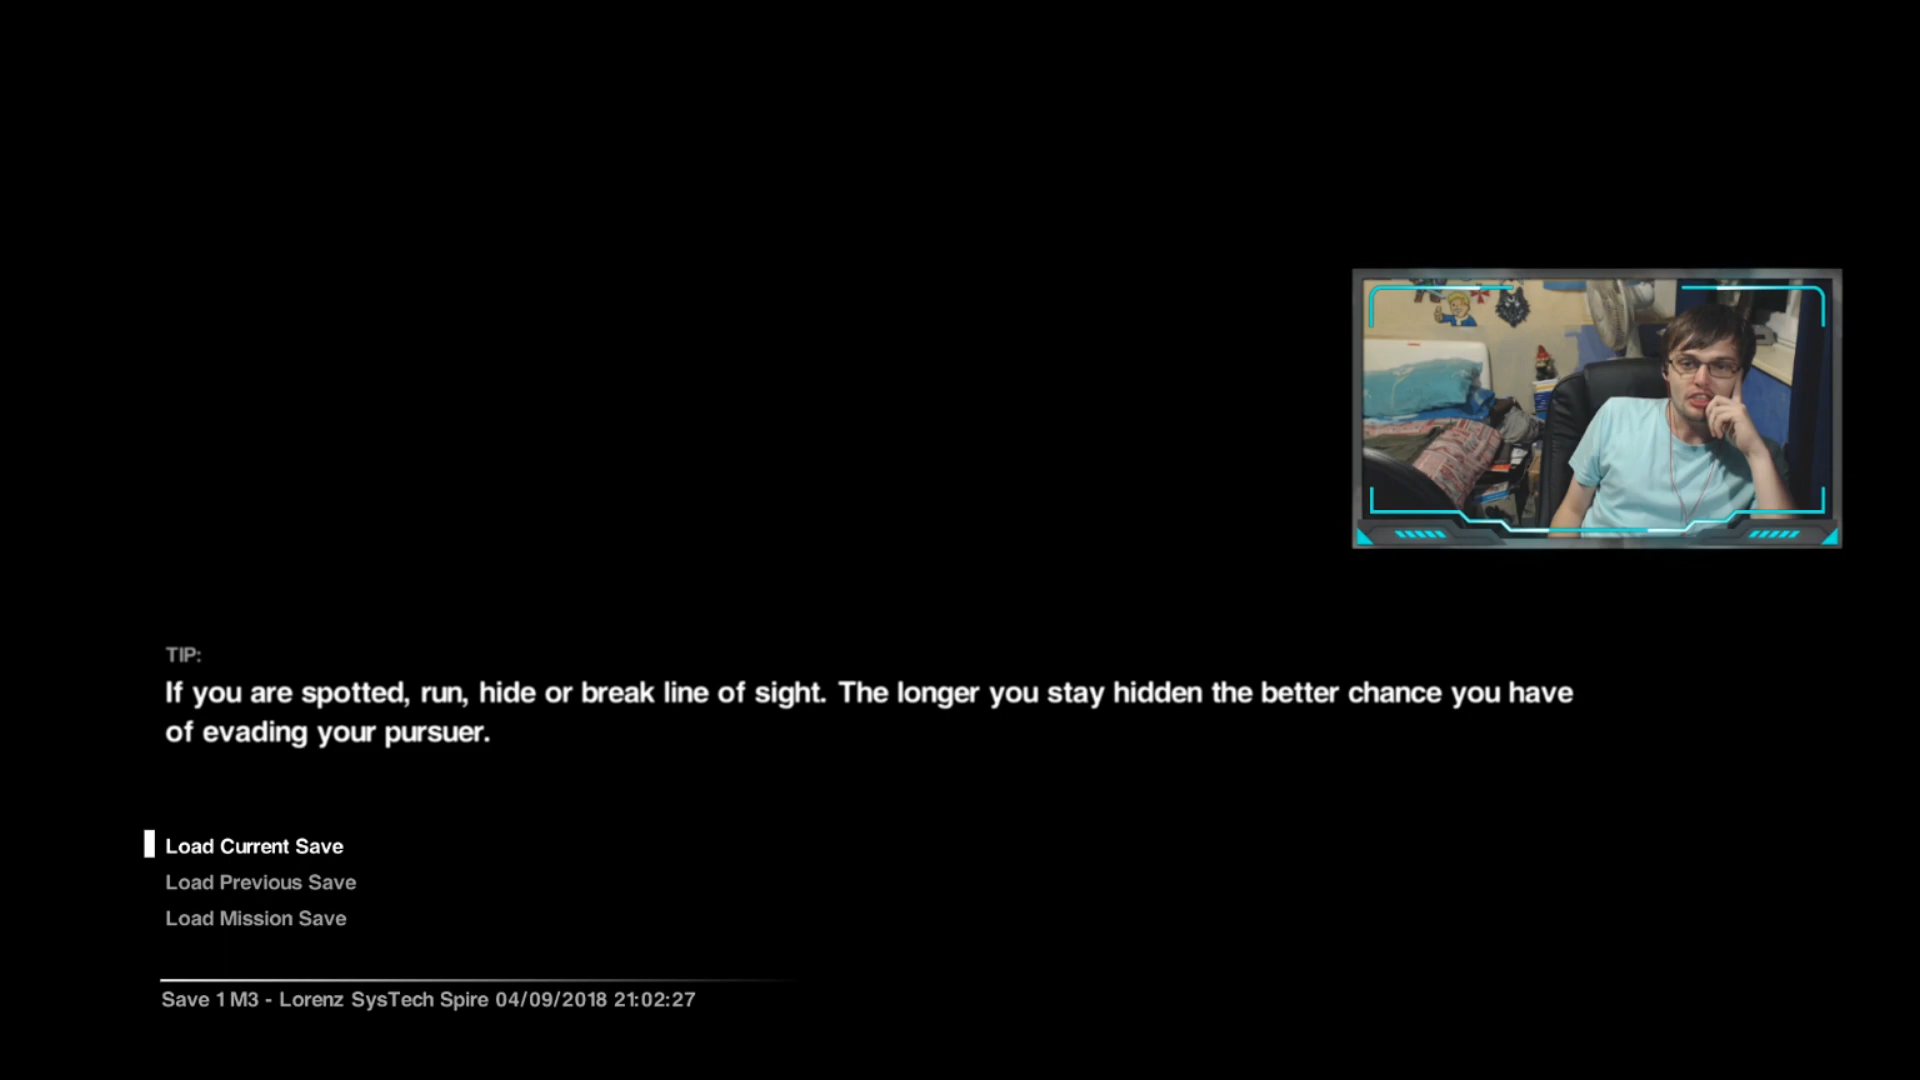 TIP:
If you are spotted, run, hide or break line of sight. The longer you stay hidden the better chance you have
of evading your pursuer.
Load Current Save
Load Previous Save
Load Mission Save
Save 1 M3 - Lorenz SysTech Spire 04/09/2018 21:02:27